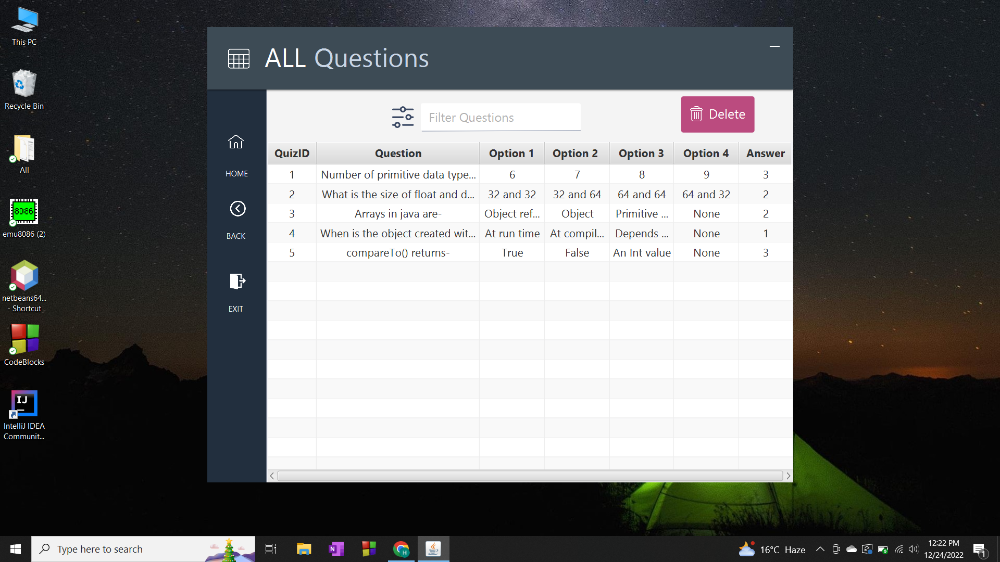 This PC
Recycle Bin
All
8086
emu8086 (2)
netbeans64...
- Shortcut
CodeBlocks
IJ
IntelliJ IDEA
Communit...
ALL Questions
HOME
BACK
EXIT
Filter Questions
Delete
QuizID Question Option 1 Option 2 Option 3 Option 4 Answer
1 Number of primitive data type... 6 7 8 9 3
2 What is the size of float and d... 32 and 32 32 and 64 64 and 64 64 and 32 2
3 Arrays in java are- Object ref... Object Primitive ... None 2
4 When is the object created wit... At run time At compil... Depends ... None 1
5 compareTo() returns- True False An Int value None 3
Type here to search
N
H
16°C Haze
12:22 PM
12/24/2022
1